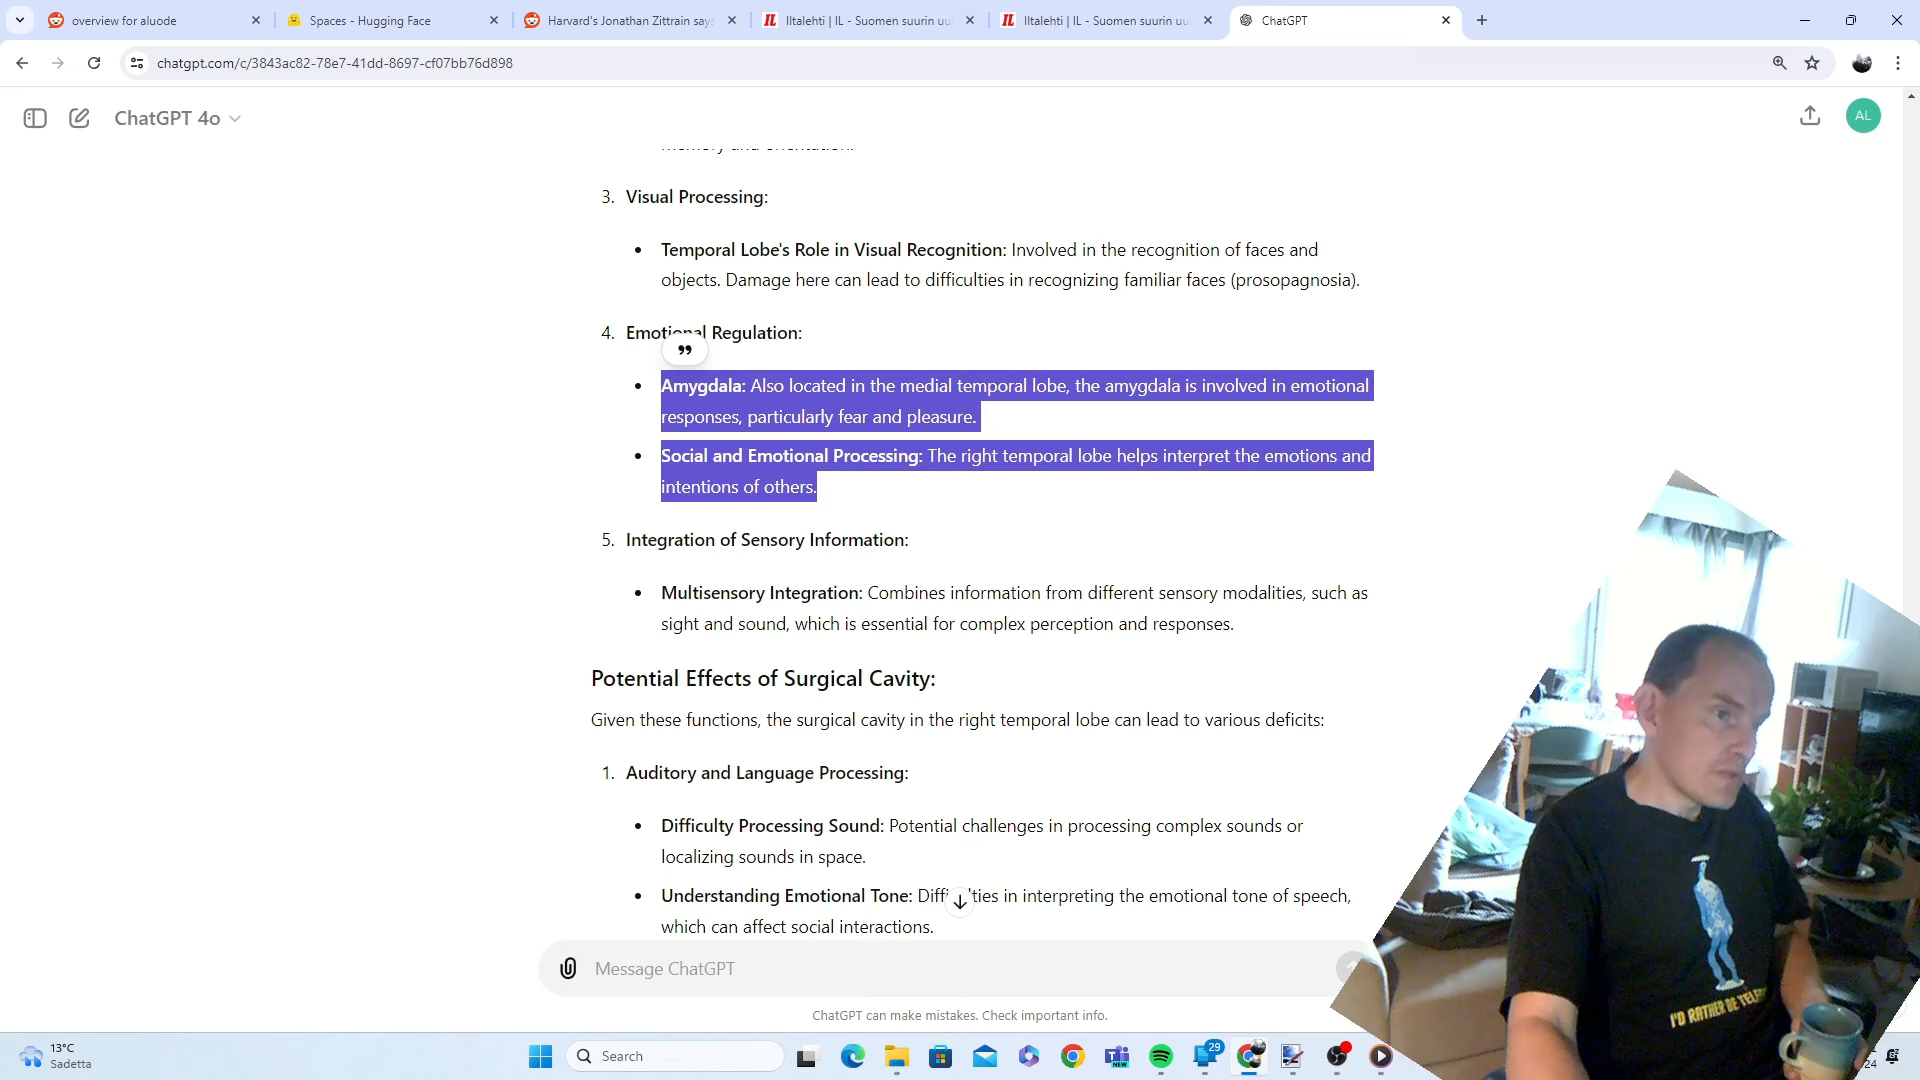 overview for aluode
Spaces - Hugging Face
Harvard's Jonathan Zittrain says
Iltalehti | IL - Suomen suurin uu
Iltalehti | IL - Suomen suurin uu
ChatGPT
chatgpt.com/c/3843ac82-78e7-41dd-8697-cf07bb76d898
ChatGPT 4o
AL
memory and orientation.
3. Visual Processing:
Temporal Lobe's Role in Visual Recognition: Involved in the recognition of faces and
objects. Damage here can lead to difficulties in recognizing familiar faces (prosopagnosia).
4. Emotional Regulation:
Amygdala: Also located in the medial temporal lobe, the amygdala is involved in emotional
responses, particularly fear and pleasure.
Social and Emotional Processing: The right temporal lobe helps interpret the emotions and
intentions of others.
5. Integration of Sensory Information:
Multisensory Integration: Combines information from different sensory modalities, such as
sight and sound, which is essential for complex perception and responses.
Potential Effects of Surgical Cavity:
Given these functions, the surgical cavity in the right temporal lobe can lead to various deficits:
1. Auditory and Language Processing:
Difficulty Processing Sound: Potential challenges in processing complex sounds or
localizing sounds in space.
Understanding Emotional Tone: Difficulties in interpreting the emotional tone of speech,
which can affect social interactions.
Message ChatGPT
ChatGPT can make mistakes. Check important info.
I'D RATHER BE
13°C
Sadetta
Search
NEW
29
24